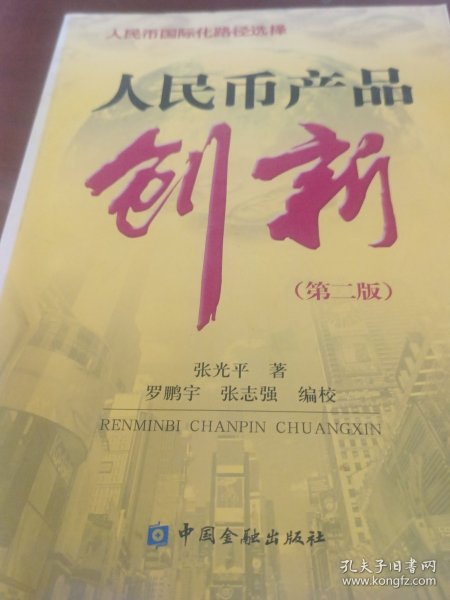 人民币国际化路径选择
人民币产品
创新
(第二版)
张光平 著
罗鹏宇 张志强 编校
RENMINBI CHANPIN CHUANGXIN
中国金融出版社
孔夫子旧书网
www.kongfz.com